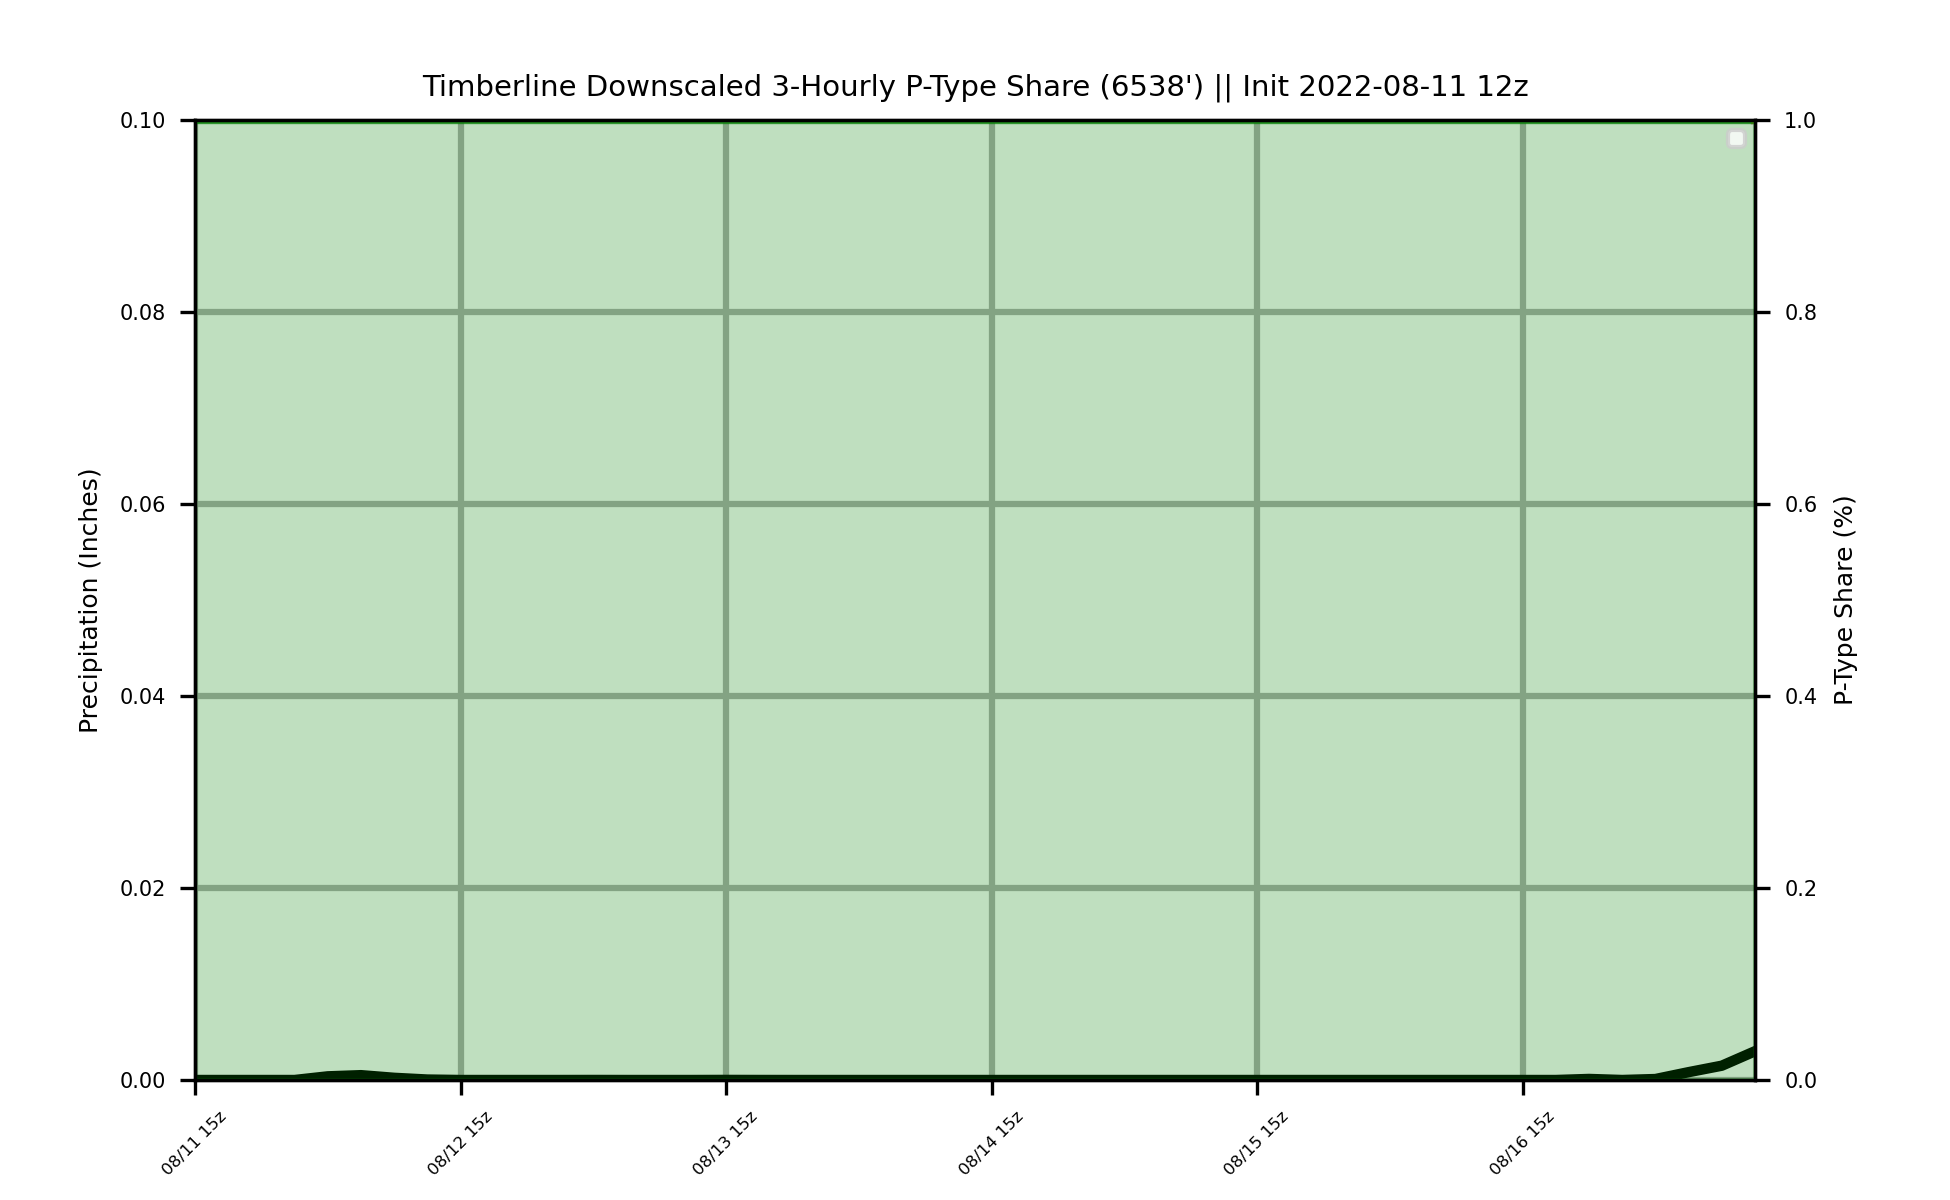 Timberline Downscaled 3-Hourly P-Type Share (6538') || Init 2022-08-11 12z
0.10
0.08
0.06
0.04
0.02
0.00
Precipitation (Inches)
1.0
0.8
0.6
0.4
0.2
0.0
P-Type Share (%)
08/11 15z
08/12 15z
08/13 15z
08/14 15z
08/15 15z
08/16 15z